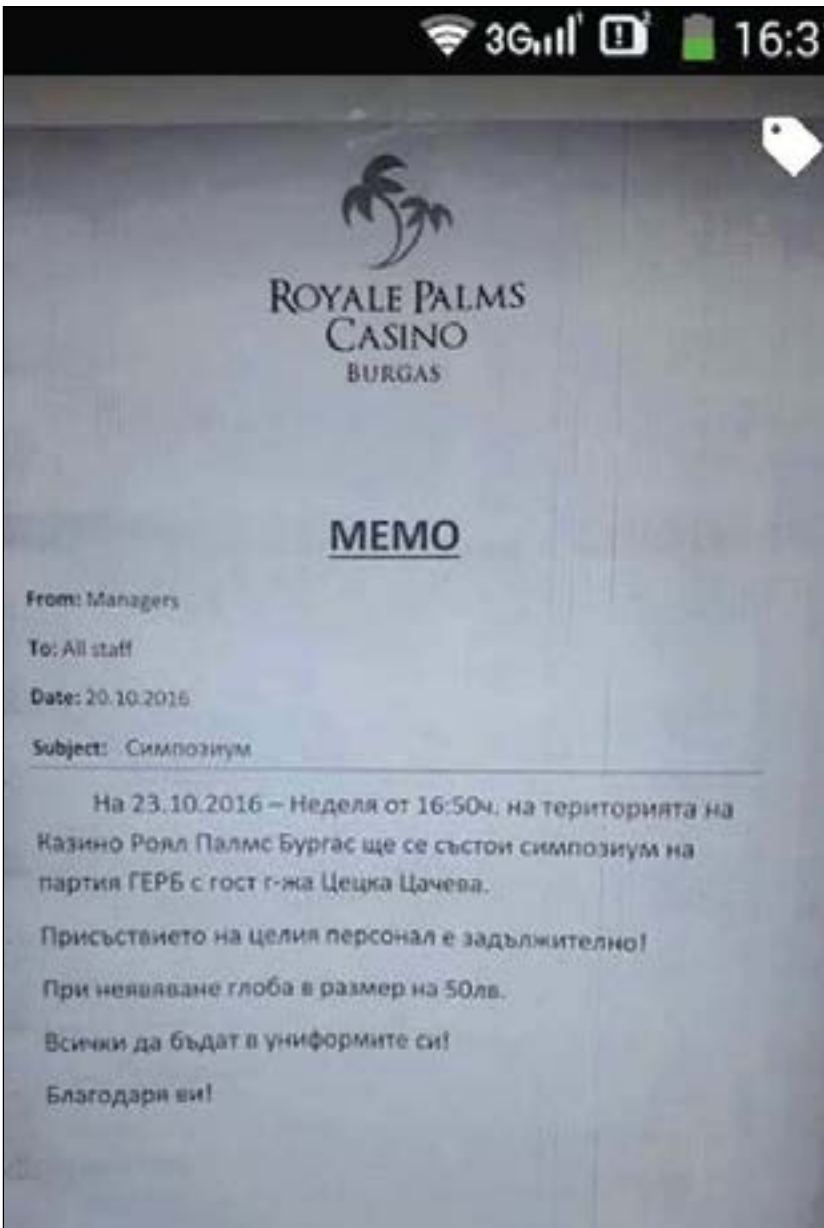 3G 16:3
ROYALE PALMS
CASINO
BURGAS
MEMO
From: Managers
To: All staff
Date: 20.10.2016
Subject: Симпозиум
На 23.10.2016 – Неделя от 16:50ч. на територията на
Казино Роял Палмс Бургас ще се състои симпозиум на
партия ГЕРБ с гост г-жа Цецка Цачева.
Присъствието на целия персонал е задължително!
При неявяване глоба в размер на 50лв.
Всички да бъдат в униформите си!
Благодаря ви!